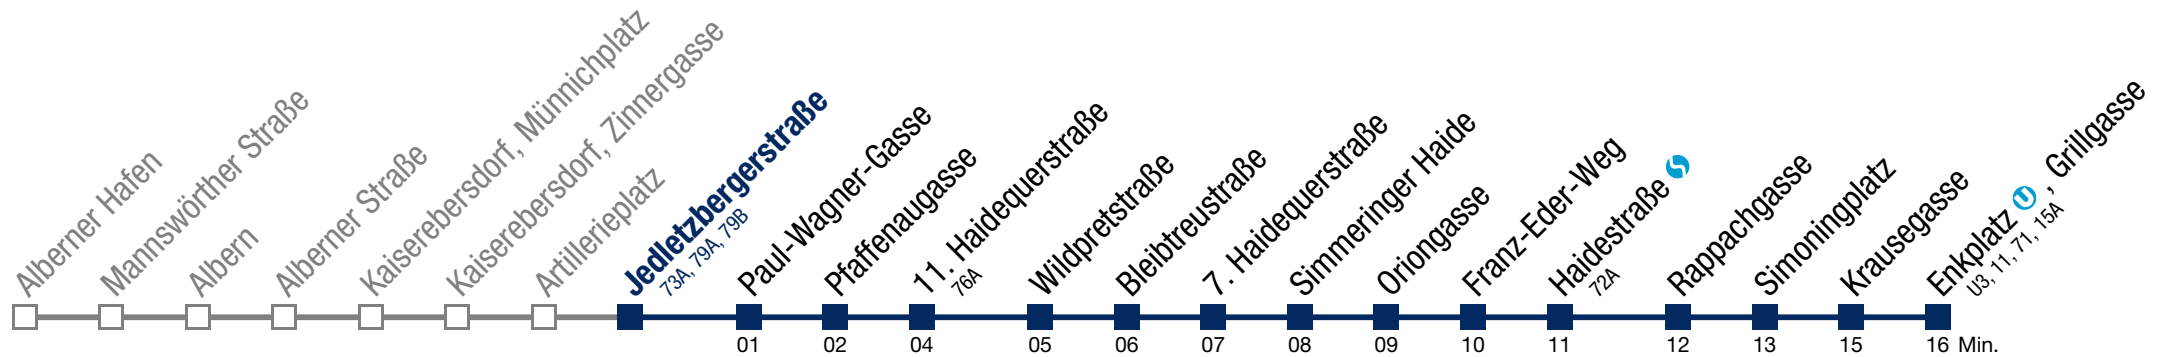 Alberner Hafen
Mannswörther Straße
Albern
Alberner Straße
Kaiserebersdorf, Münnichplatz
Kaiserebersdorf, Zinnergasse
Artillerieplatz
Jedletzbergerstraße
73A, 79A, 79B
Paul-Wagner-Gasse
Pfaffenaugasse
11. Haidequerstraße
76A
Wildpretstraße
Bleibtreustraße
7. Haidequerstraße
Simmeringer Haide
Oriongasse
Franz-Eder-Weg
Haidestraße S
72A
Rappachgasse
Simoningplatz
Krausegasse
Enkplatz U , Grillgasse
U3, 11, 71, 15A
01 02 04 05 06 07 08 09 10 11 12 13 15 16 Min.